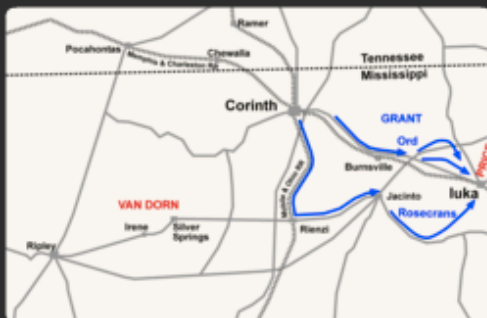 Ramer
Pocahontas
Chewalla
Memphis & Charleston RR
Tennessee
Mississippi
Corinth
GRANT
Ord
Burnsville
PRICE
Iuka
Mobile & Ohio RR
Jacinto
VAN DORN
Rosecrans
Irene
Silver
Springs
Rienzi
Ripley